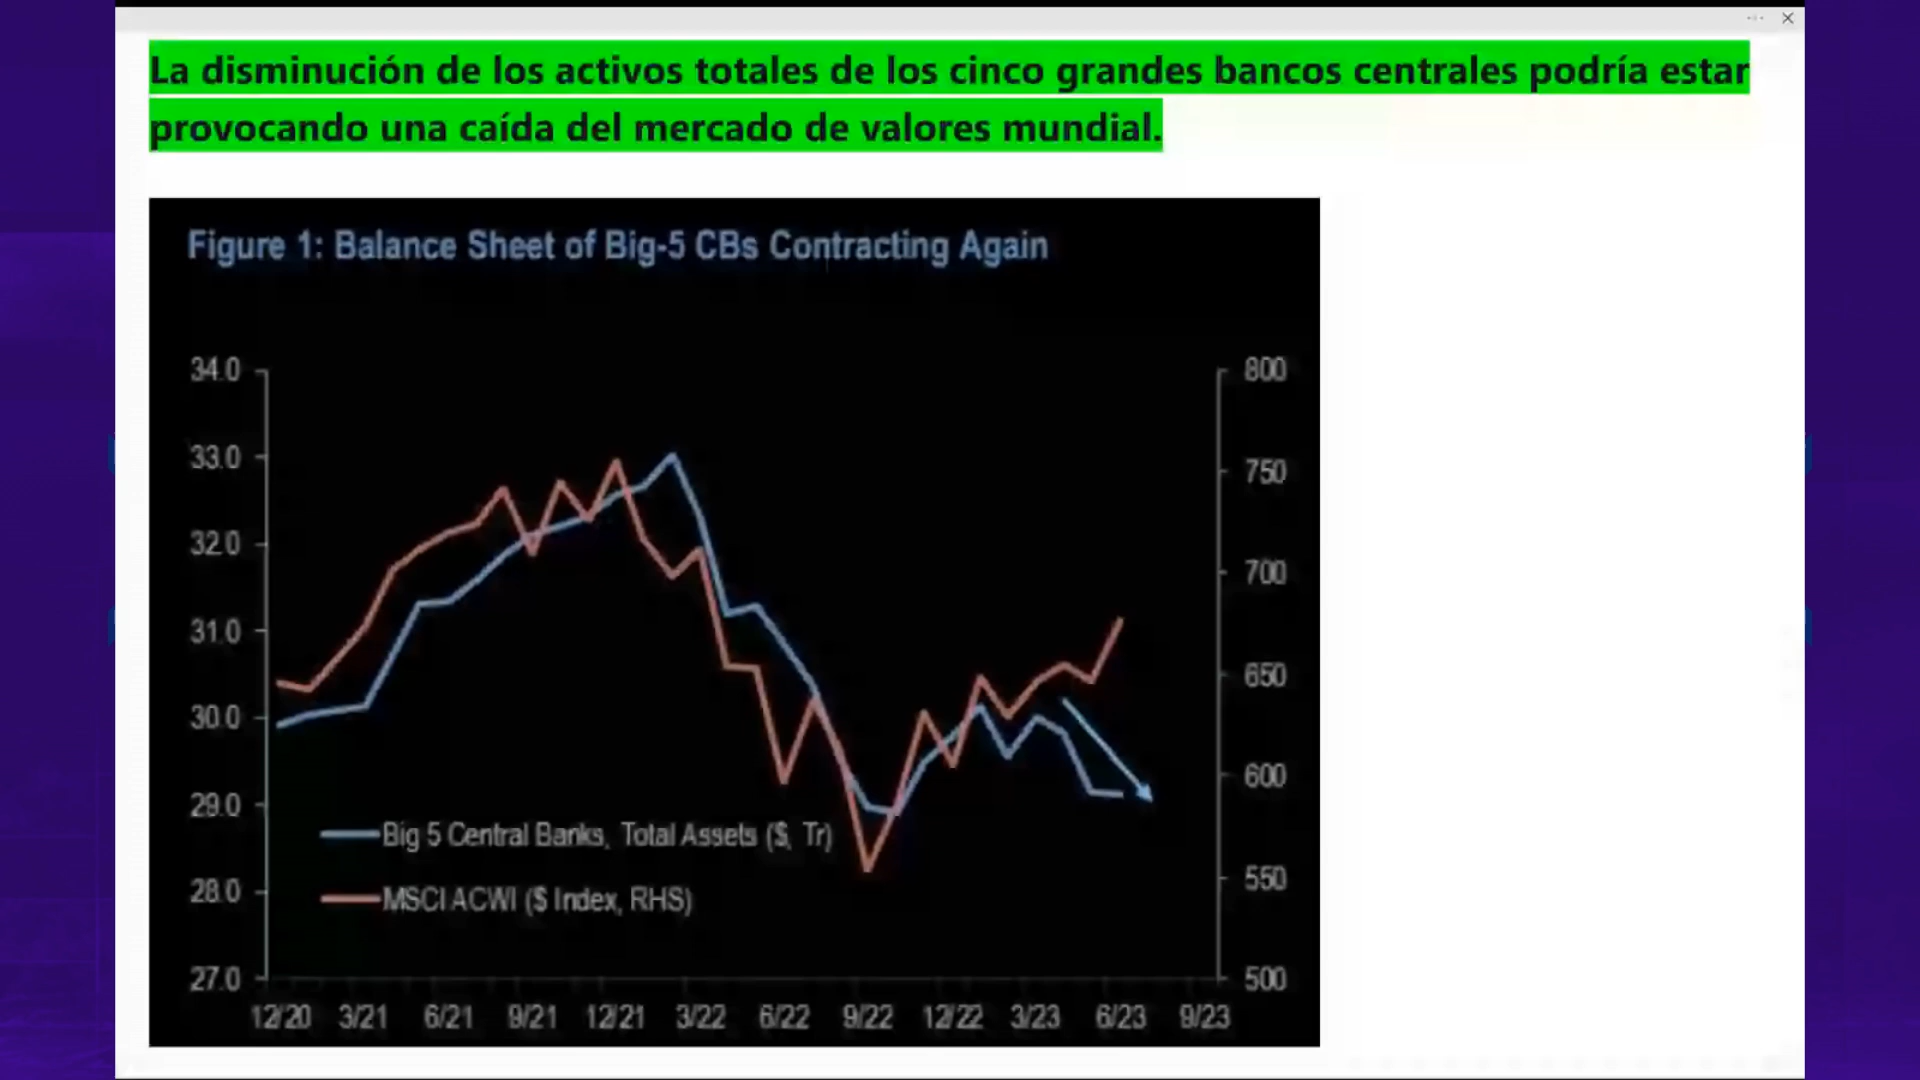 La disminución de los activos totales de los cinco grandes bancos centrales podría estar
provocando una caída del mercado de valores mundial.
Figure 1: Balance Sheet of Big-5 CBs Contracting Again
34.0
33.0
32.0
31.0
30.0
29.0
28.0
27.0
800
750
700
650
600
550
500
Big 5 Central Banks, Total Assets ($, Tr)
MSCI ACWI ($ Index, RHS)
12/20 3/21 6/21 9/21 12/21 3/22 6/22 9/22 12/22 3/23 6/23 9/23